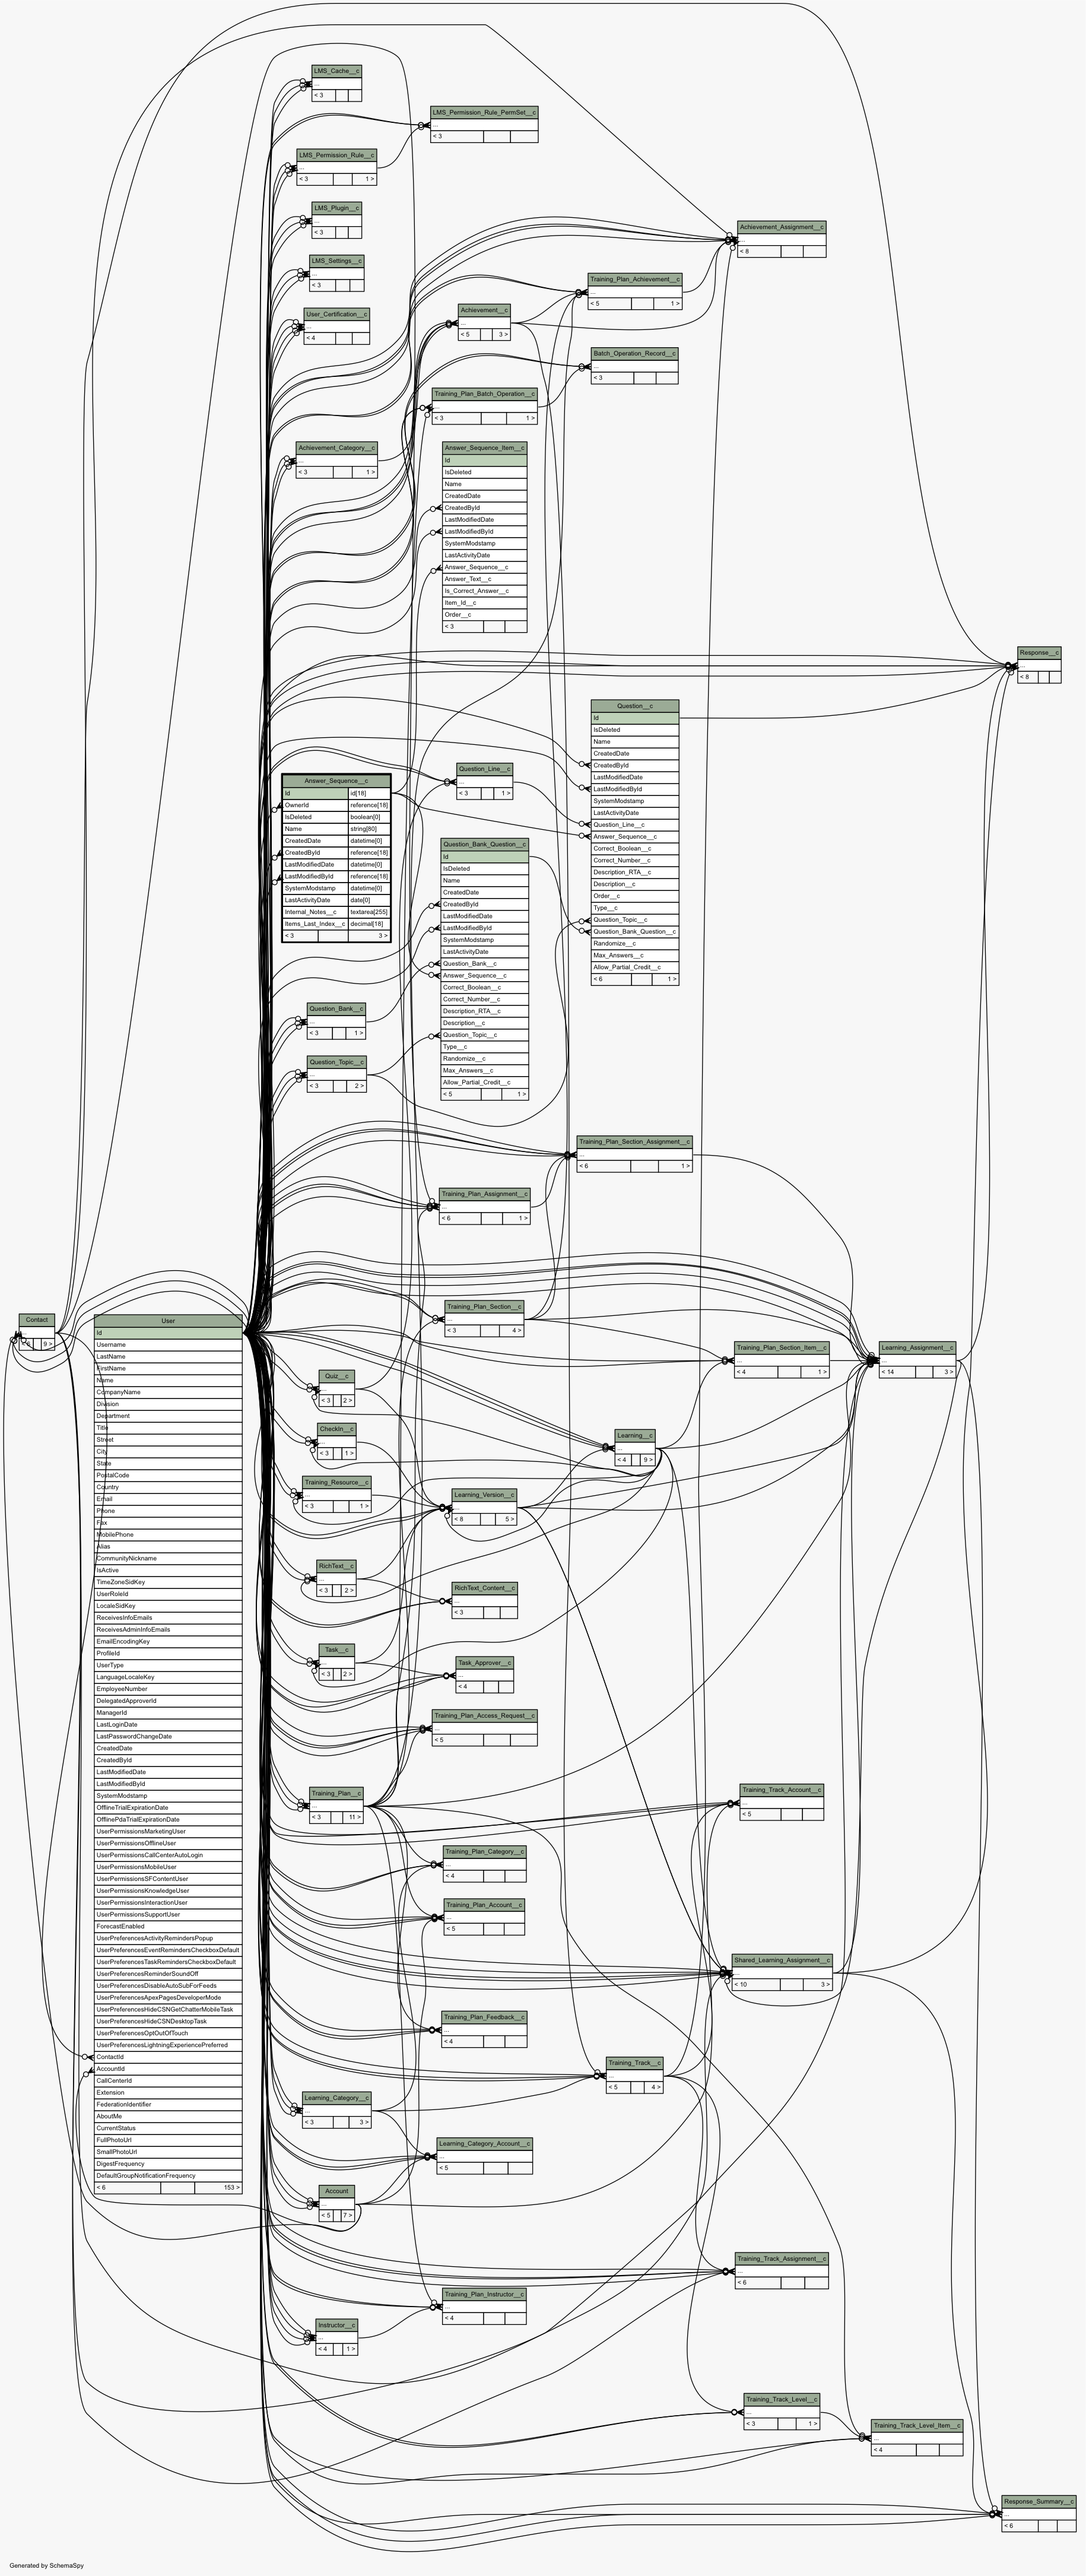 LMS_Cache__c
...
< 3
LMS_Permission_Rule_PermSet__c
...
< 3
LMS_Permission_Rule__c
...
< 3 1 >
LMS_Plugin__c
...
< 3
LMS_Settings__c
...
< 3
User_Certification__c
...
< 4
Achievement_Assignment__c
...
< 8
Training_Plan_Achievement__c
...
< 5 1 >
Achievement__c
...
< 5 3 >
Batch_Operation_Record__c
...
< 3
Training_Plan_Batch_Operation__c
...
< 3 1 >
Achievement_Category__c
...
< 3 1 >
Answer_Sequence_Item__c
Id
IsDeleted
Name
CreatedDate
CreatedById
LastModifiedDate
LastModifiedById
SystemModstamp
LastActivityDate
Answer_Sequence__c
Answer_Text__c
Is_Correct_Answer__c
Item_Id__c
Order__c
< 3
Response__c
...
< 8
Question__c
Id
IsDeleted
Name
CreatedDate
CreatedById
LastModifiedDate
LastModifiedById
SystemModstamp
LastActivityDate
Question_Line__c
Answer_Sequence__c
Correct_Boolean__c
Correct_Number__c
Description_RTA__c
Description__c
Order__c
Type__c
Question_Topic__c
Question_Bank_Question__c
Randomize__c
Max_Answers__c
Allow_Partial_Credit__c
< 6 1 >
Question_Line__c
...
< 3 1 >
Answer_Sequence__c
Id id[18]
OwnerId reference[18]
IsDeleted boolean[0]
Name string[80]
CreatedDate datetime[0]
CreatedById reference[18]
LastModifiedDate datetime[0]
LastModifiedById reference[18]
SystemModstamp datetime[0]
LastActivityDate date[0]
Internal_Notes__c textarea[255]
Items_Last_Index__c decimal[18]
< 3 3 >
Question_Bank_Question__c
Id
IsDeleted
Name
CreatedDate
CreatedById
LastModifiedDate
LastModifiedById
SystemModstamp
LastActivityDate
Question_Bank__c
Answer_Sequence__c
Correct_Boolean__c
Correct_Number__c
Description_RTA__c
Description__c
Question_Topic__c
Type__c
Randomize__c
Max_Answers__c
Allow_Partial_Credit__c
< 5 1 >
Question_Bank__c
...
< 3 1 >
Question_Topic__c
...
< 3 2 >
Training_Plan_Section_Assignment__c
...
< 6 1 >
Training_Plan_Assignment__c
...
< 6 1 >
Training_Plan_Section__c
...
< 3 4 >
Training_Plan_Section_Item__c
...
< 4 1 >
Learning_Assignment__c
...
< 14 3 >
Contact
9 >
User
Id
Username
LastName
FirstName
Name
CompanyName
Division
Department
Title
Street
City
State
PostalCode
Country
Email
Phone
Fax
MobilePhone
Alias
CommunityNickname
IsActive
TimeZoneSidKey
UserRoleId
LocaleSidKey
ReceivesInfoEmails
ReceivesAdminInfoEmails
EmailEncodingKey
ProfileId
UserType
LanguageLocaleKey
EmployeeNumber
DelegatedApproverId
ManagerId
LastLoginDate
LastPasswordChangeDate
CreatedDate
CreatedById
LastModifiedDate
LastModifiedById
SystemModstamp
OfflineTrialExpirationDate
OfflinePdaTrialExpirationDate
UserPermissionsMarketingUser
UserPermissionsOfflineUser
UserPermissionsCallCenterAutoLogin
UserPermissionsMobileUser
UserPermissionsSFContentUser
UserPermissionsKnowledgeUser
UserPermissionsInteractionUser
UserPermissionsSupportUser
ForecastEnabled
UserPreferencesActivityRemindersPopup
UserPreferencesEventRemindersCheckboxDefault
UserPreferencesTaskRemindersCheckboxDefault
UserPreferencesReminderSoundOff
UserPreferencesDisableAutoSubForFeeds
UserPreferencesApexPagesDeveloperMode
UserPreferencesHideCSNGetChatterMobileTask
UserPreferencesHideCSNDesktopTask
UserPreferencesOptOutOfTouch
UserPreferencesLightningExperiencePreferred
ContactId
AccountId
CallCenterId
Extension
FederationIdentifier
AboutMe
CurrentStatus
FullPhotoUrl
SmallPhotoUrl
DigestFrequency
DefaultGroupNotificationFrequency
< 6 153 >
Quiz__c
...
< 3 2 >
CheckIn__c
...
< 3 1 >
Learning__c
...
< 4 9 >
Training_Resource__c
...
< 3 1 >
Learning_Version__c
...
< 8 5 >
RichText__c
...
< 3 2 >
RichText_Content__c
...
< 3
Task__c
...
< 3 2 >
Task_Approver__c
...
< 4
Training_Plan_Access_Request__c
...
< 5
Training_Plan__c
...
< 3 11 >
Training_Track_Account__c
...
< 5
Training_Plan_Category__c
...
< 4
Training_Plan_Account__c
...
< 5
Shared_Learning_Assignment__c
...
< 10 3 >
Training_Plan_Feedback__c
...
< 4
Training_Track__c
...
< 5 4 >
Learning_Category__c
...
< 3 3 >
Learning_Category_Account__c
...
< 5
Account
...
< 5 7 >
Training_Track_Assignment__c
...
< 6
Training_Plan_Instructor__c
...
< 4
Instructor__c
...
< 4 1 >
Training_Track_Level__c
...
< 3 1 >
Training_Track_Level_Item__c
...
< 4
Response_Summary__c
...
< 6
Generated by SchemaSpy